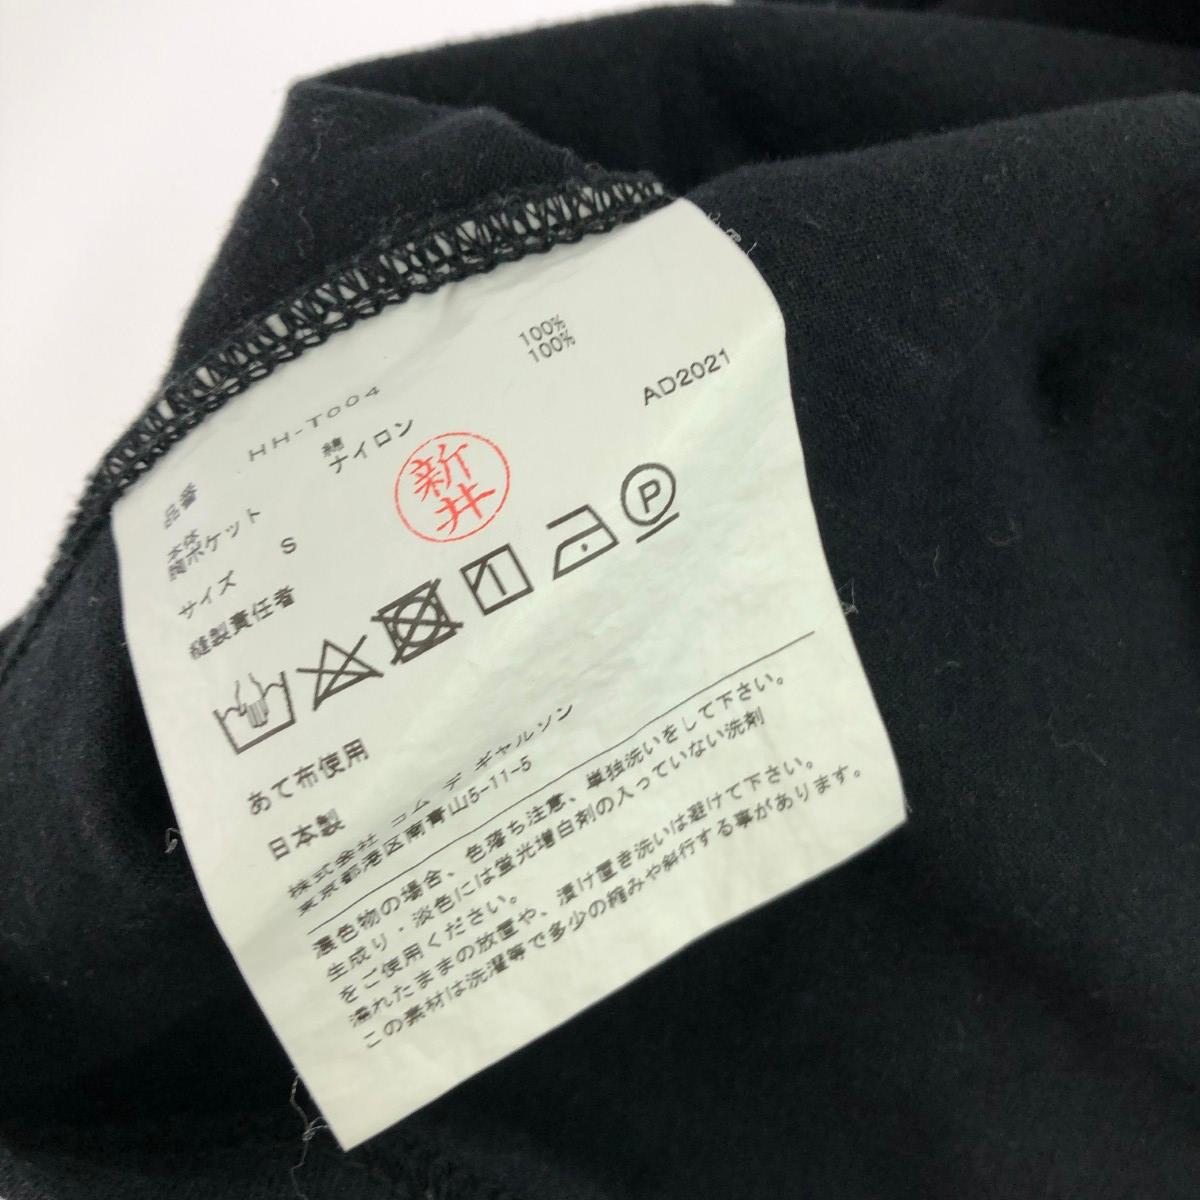 品番 HH-T004
本体 綿 100%
胸ポケット ナイロン 100%
サイズ S AD2021
縫製責任者 新井
P
あて布使用
日本製
株式会社 コム デ ギャルソン
東京都港区南青山5-11-5
濃色物の場合、色落ち注意、単独洗いをして下さい。
生成り・淡色には蛍光増白剤の入っていない洗剤
をご使用ください。
濡れたままの放置や、漬け置き洗いは避けて下さい。
この素材は洗濯等で多少の縮みや斜行する事があります。